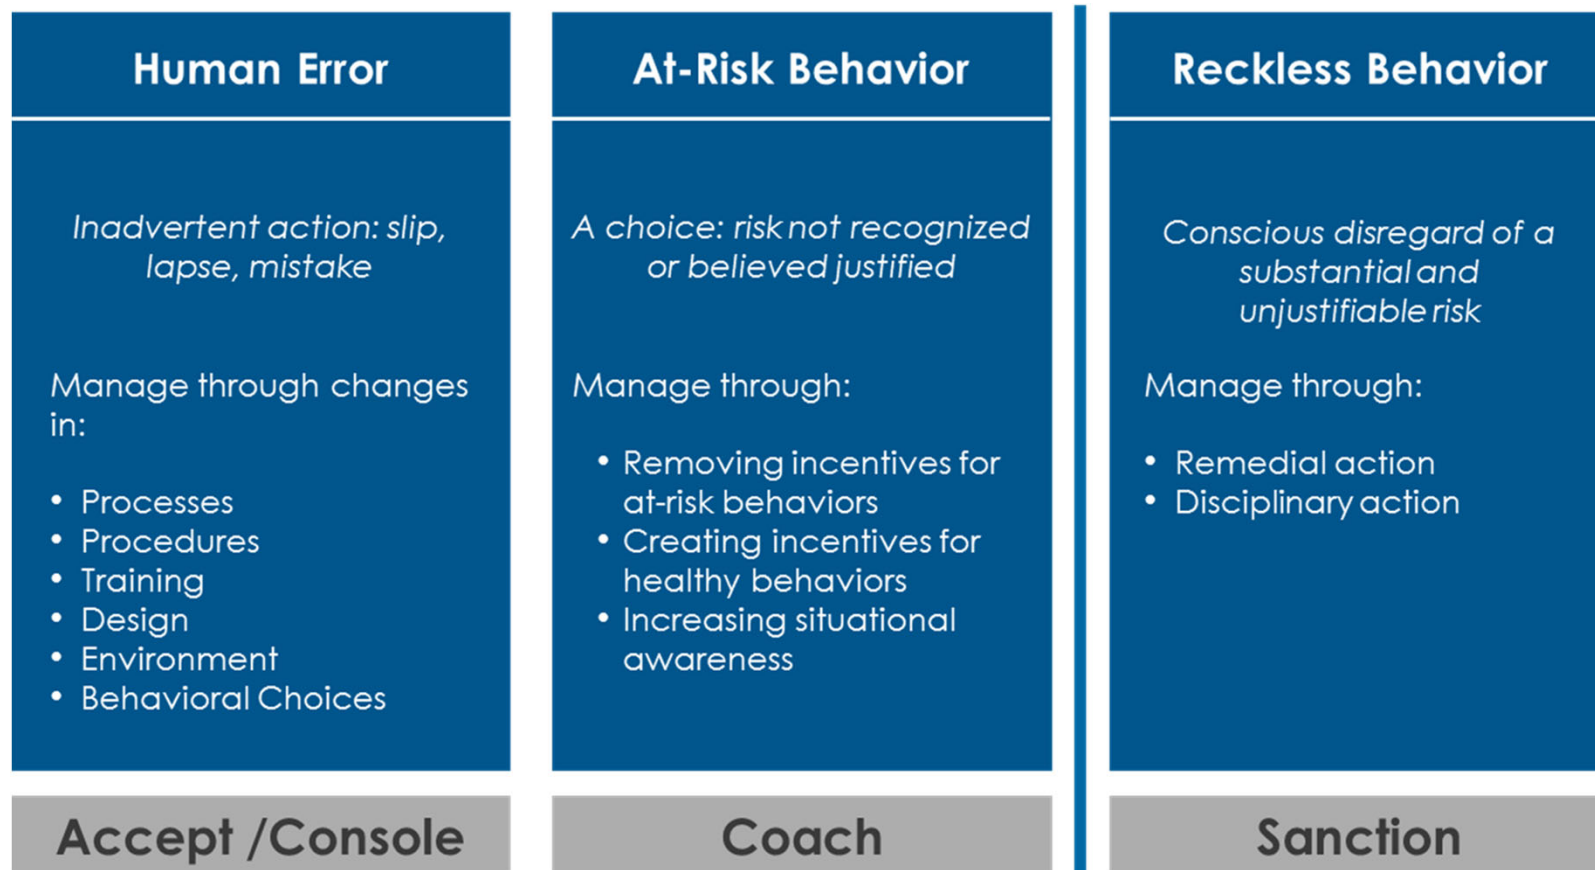 Human Error
Inadvertent action: slip,
lapse, mistake
Manage through changes
in:
• Processes
• Procedures
• Training
• Design
• Environment
• Behavioral Choices
Accept /Console
At-Risk Behavior
A choice: risk not recognized
or believed justified
Manage through:
• Removing incentives for
at-risk behaviors
• Creating incentives for
healthy behaviors
• Increasing situational
awareness
Coach
Reckless Behavior
Conscious disregard of a
substantial and
unjustifiable risk
Manage through:
• Remedial action
• Disciplinary action
Sanction